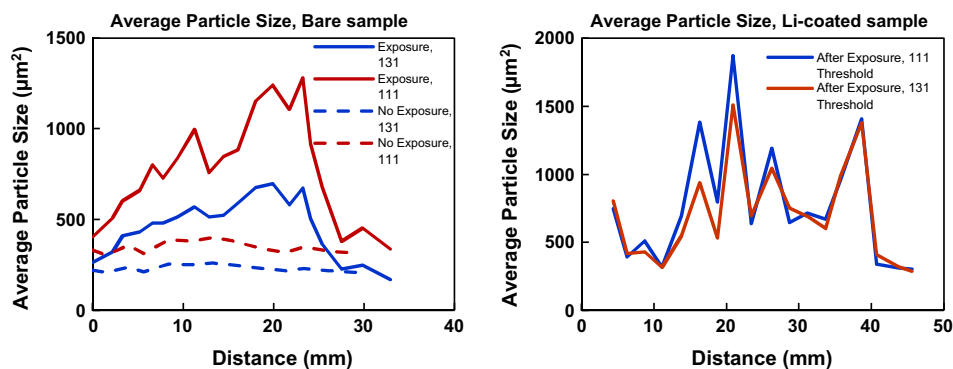 Average Particle Size, Bare sample
Average Particle Size (µm²)
1500
1000
500
0
0
10
20
30
40
Distance (mm)
Exposure,
131
Exposure,
111
No Exposure,
131
No Exposure,
111
Average Particle Size, Li-coated sample
Average Particle Size (µm²)
2000
1500
1000
500
0
0
10
20
30
40
50
Distance (mm)
After Exposure, 111
Threshold
After Exposure, 131
Threshold